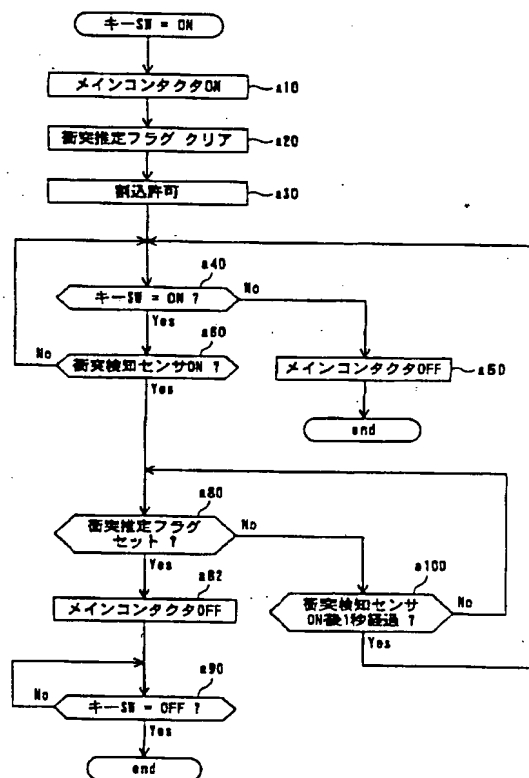 キーSW = ON
メインコンタクタON
a10
衝突推定フラグ クリア
a20
割込許可
a30
a40
キーSW = ON ?
No
Yes
a50
No
衝突検知センサON ?
Yes
メインコンタクタOFF
a60
end
a80
衝突推定フラグ
セット ?
No
Yes
a82
メインコンタクタOFF
a100
衝突検知センサ
ON後1秒経過 ?
No
Yes
a90
No
キーSW = OFF ?
Yes
end